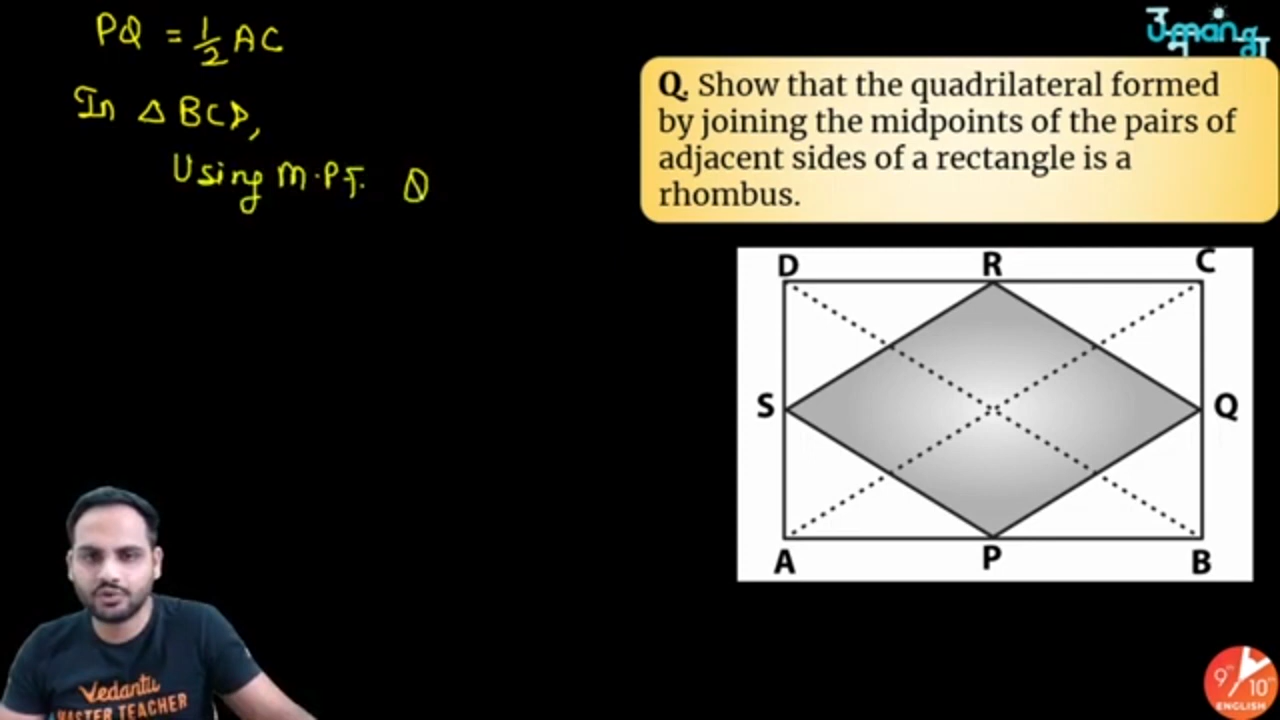 PQ = 1/2 AC
In △ BCD,
Using M.P.T. Q
उमंग
Q. Show that the quadrilateral formed
by joining the midpoints of the pairs of
adjacent sides of a rectangle is a
rhombus.
D R C
S Q
A P B
Vedantu
MASTER TEACHER
9th 10th
ENGLISH